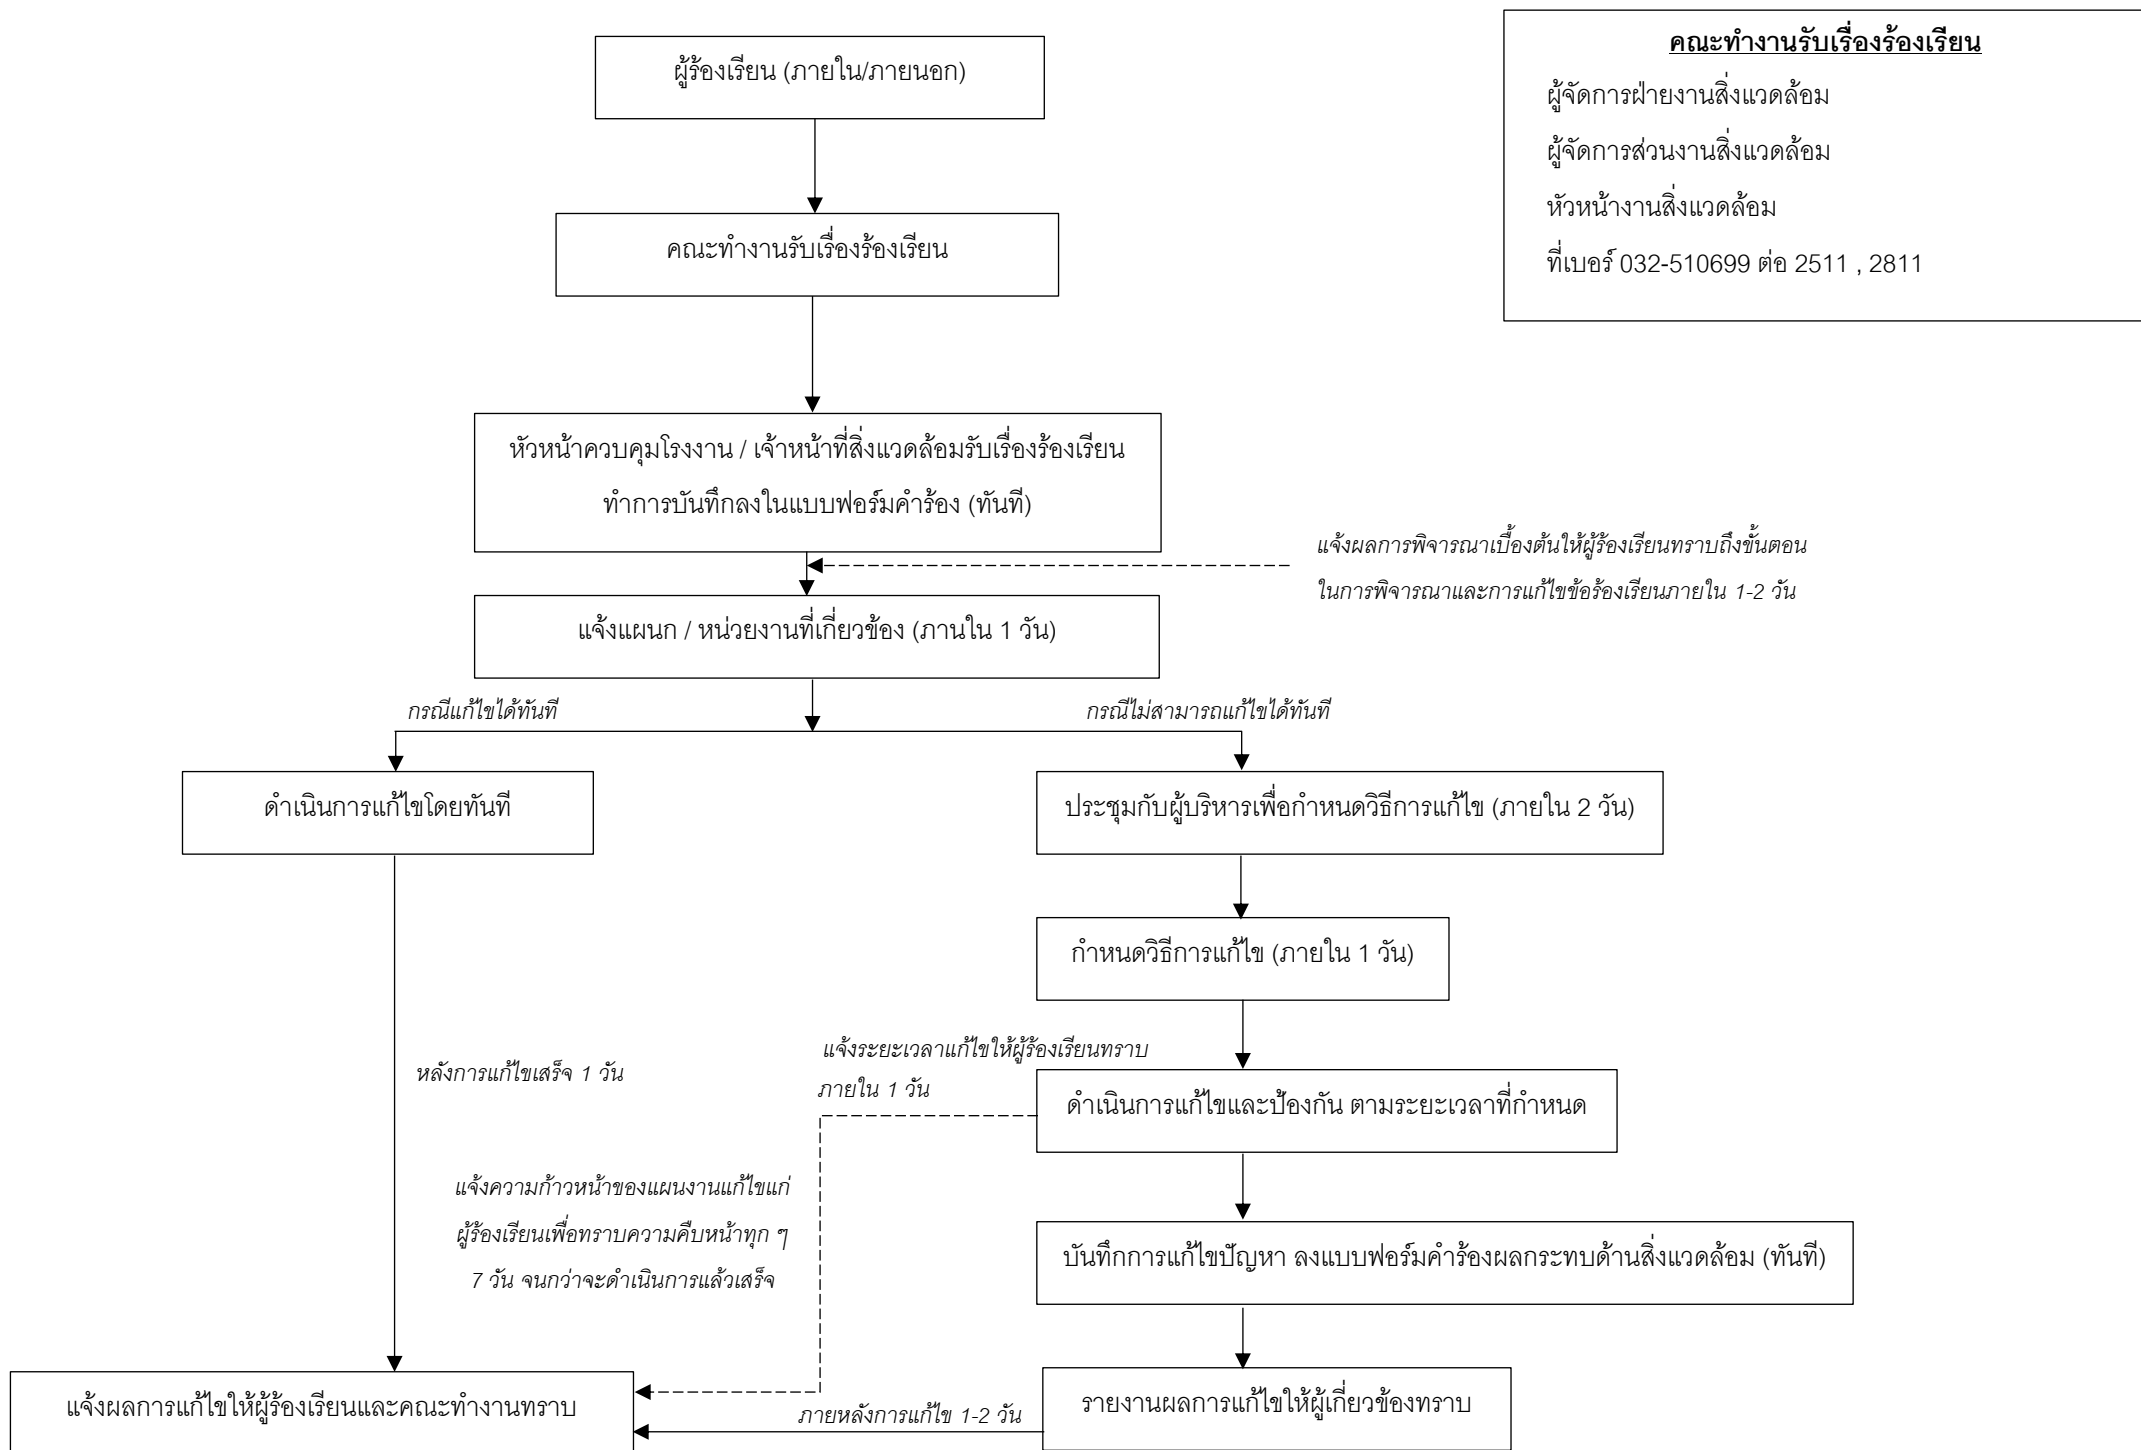 คณะทำงานรับเรื่องร้องเรียน
ผู้จัดการฝ่ายงานสิ่งแวดล้อม
ผู้จัดการส่วนงานสิ่งแวดล้อม
หัวหน้างานสิ่งแวดล้อม
ที่เบอร์ 032-510699 ต่อ 2511 , 2811
ผู้ร้องเรียน (ภายใน/ภายนอก)
คณะทำงานรับเรื่องร้องเรียน
หัวหน้าควบคุมโรงงาน / เจ้าหน้าที่สิ่งแวดล้อมรับเรื่องร้องเรียน
ทำการบันทึกลงในแบบฟอร์มคำร้อง (ทันที)
แจ้งผลการพิจารณาเบื้องต้นให้ผู้ร้องเรียนทราบถึงขั้นตอน
ในการพิจารณาและการแก้ไขข้อร้องเรียนภายใน 1-2 วัน
แจ้งแผนก / หน่วยงานที่เกี่ยวข้อง (ภานใน 1 วัน)
กรณีแก้ไขได้ทันที
กรณีไม่สามารถแก้ไขได้ทันที
ดำเนินการแก้ไขโดยทันที
ประชุมกับผู้บริหารเพื่อกำหนดวิธีการแก้ไข (ภายใน 2 วัน)
กำหนดวิธีการแก้ไข (ภายใน 1 วัน)
แจ้งระยะเวลาแก้ไขให้ผู้ร้องเรียนทราบ
ภายใน 1 วัน
หลังการแก้ไขเสร็จ 1 วัน
ดำเนินการแก้ไขและป้องกัน ตามระยะเวลาที่กำหนด
แจ้งความก้าวหน้าของแผนงานแก้ไขแก่
ผู้ร้องเรียนเพื่อทราบความคืบหน้าทุก ๆ
7 วัน จนกว่าจะดำเนินการแล้วเสร็จ
บันทึกการแก้ไขปัญหา ลงแบบฟอร์มคำร้องผลกระทบด้านสิ่งแวดล้อม (ทันที)
แจ้งผลการแก้ไขให้ผู้ร้องเรียนและคณะทำงานทราบ
ภายหลังการแก้ไข 1-2 วัน
รายงานผลการแก้ไขให้ผู้เกี่ยวข้องทราบ